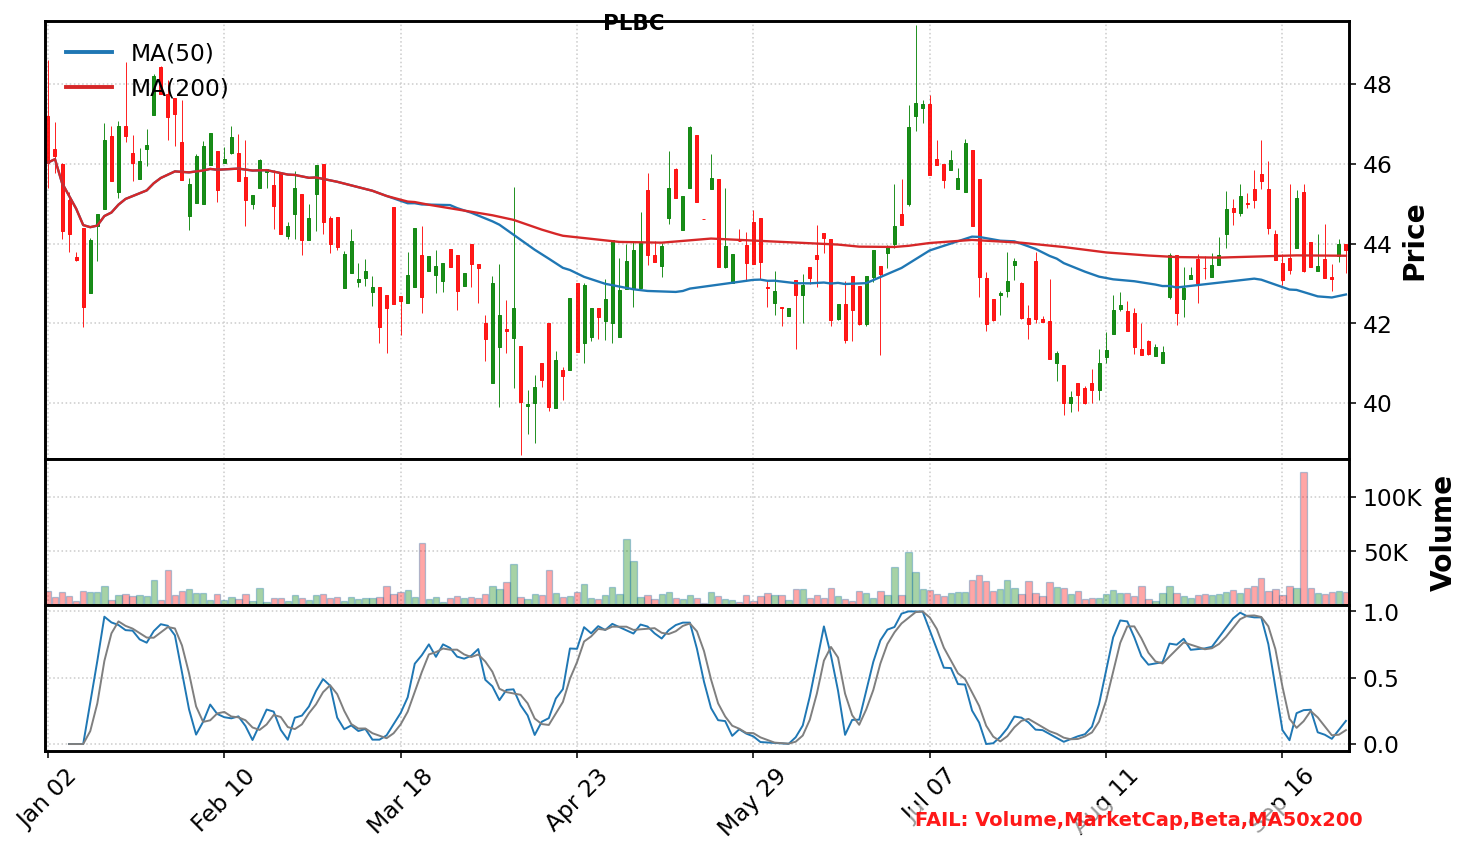 PLBC
MA(50)
MA(200)
48
46
44
42
40
Price
100K
50K
Volume
1.0
0.5
0.0
Jan 02
Feb 10
Mar 18
Apr 23
May 29
Jul 07
Aug 11
Sep 16
FAIL: Volume,MarketCap,Beta,MA50x200